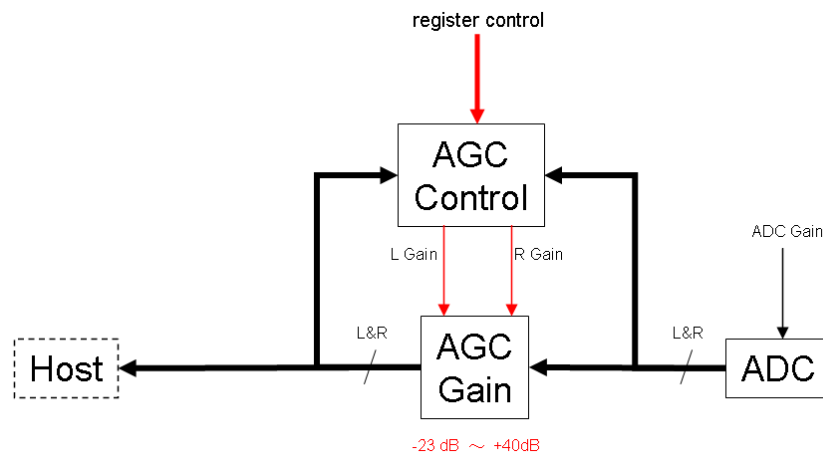 register control
AGC
Control
ADC Gain
L Gain
R Gain
L&R
L&R
Host
AGC
Gain
ADC
-23 dB ～ +40dB